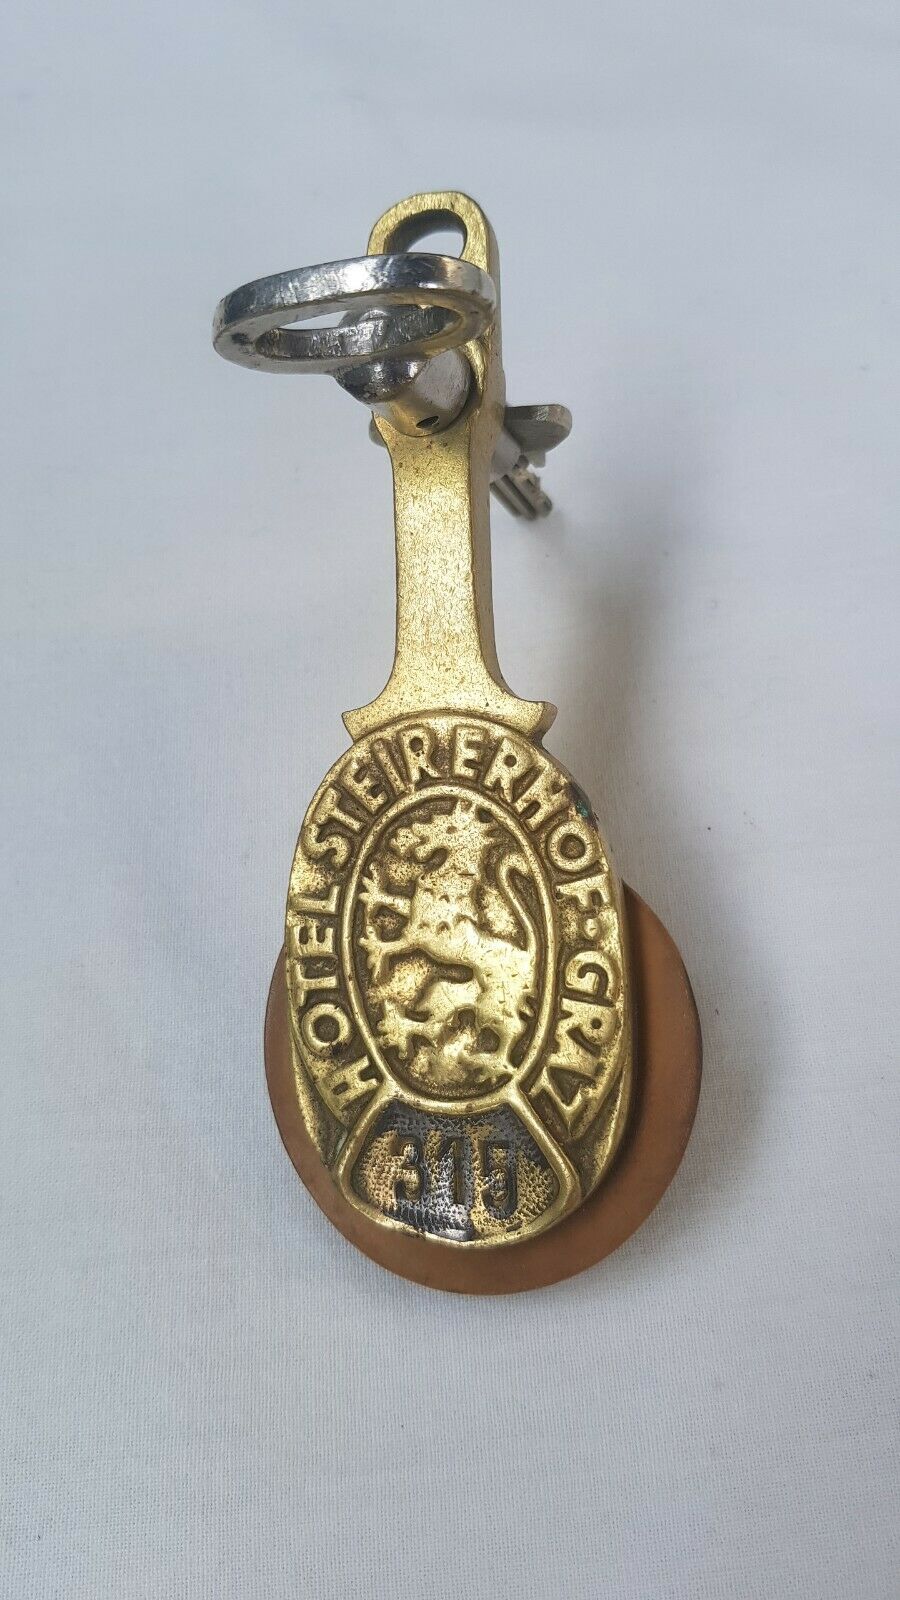 HOTEL STEIRERHOF · GRAZ
315